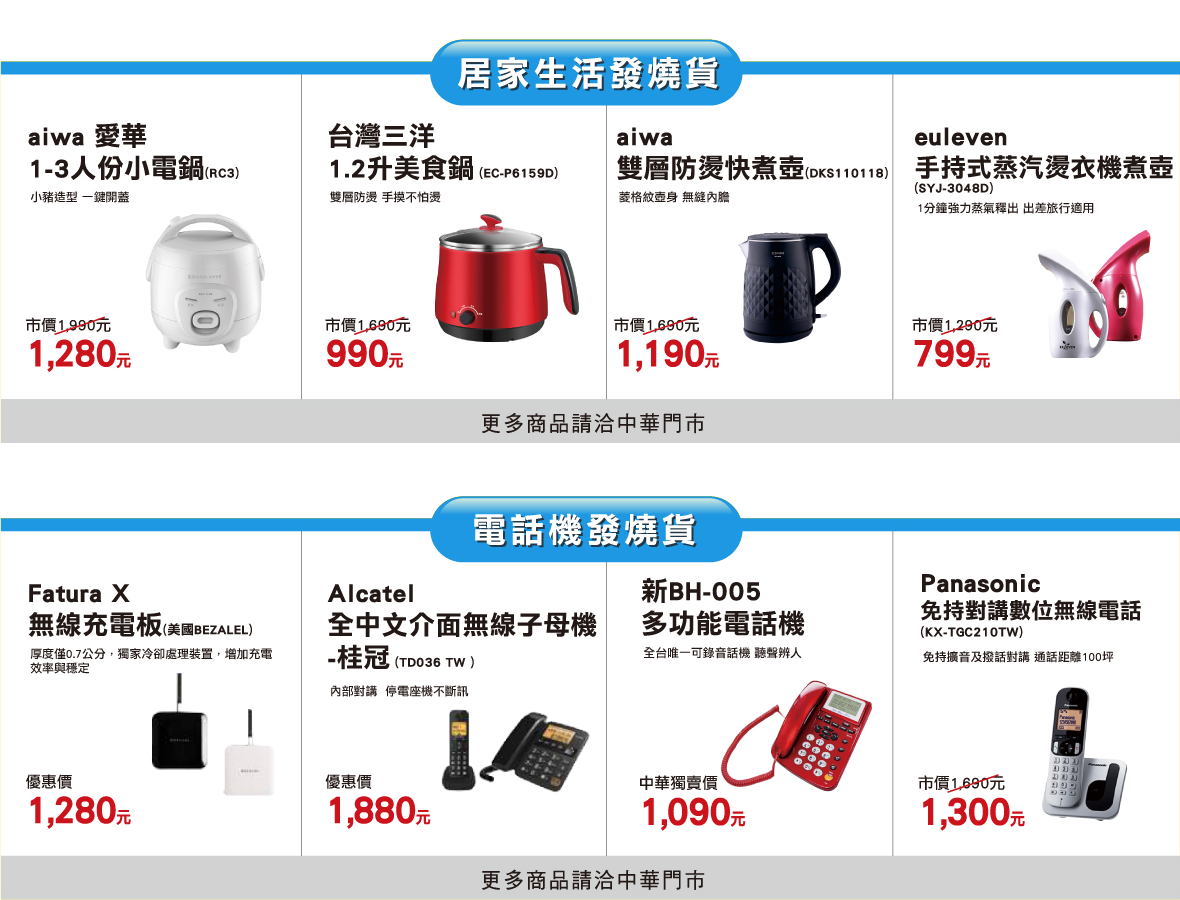 居家生活發燒貨
aiwa 愛華
1-3人份小電鍋(RC3)
小豬造型 一鍵開蓋
市價1,990元
1,280元
台灣三洋
1.2升美食鍋 (EC-P6159D)
雙層防燙 手摸不怕燙
市價1,690元
990元
aiwa
雙層防燙快煮壺(DKS110118)
菱格紋壺身 無縫內膽
市價1,690元
1,190元
euleven
手持式蒸汽燙衣機煮壺
(SYJ-3048D)
1分鐘強力蒸氣釋出 出差旅行適用
市價1,290元
799元
更多商品請洽中華門市
電話機發燒貨
Fatura X
無線充電板(美國BEZALEL)
厚度僅0.7公分，獨家冷卻處理裝置，增加充電
效率與穩定
優惠價
1,280元
Alcatel
全中文介面無線子母機
-桂冠 (TD036 TW )
內部對講 停電座機不斷訊
優惠價
1,880元
新BH-005
多功能電話機
全台唯一可錄音話機 聽聲辨人
中華獨賣價
1,090元
Panasonic
免持對講數位無線電話
(KX-TGC210TW)
免持擴音及撥話對講 通話距離100坪
市價1,690元
1,300元
更多商品請洽中華門市